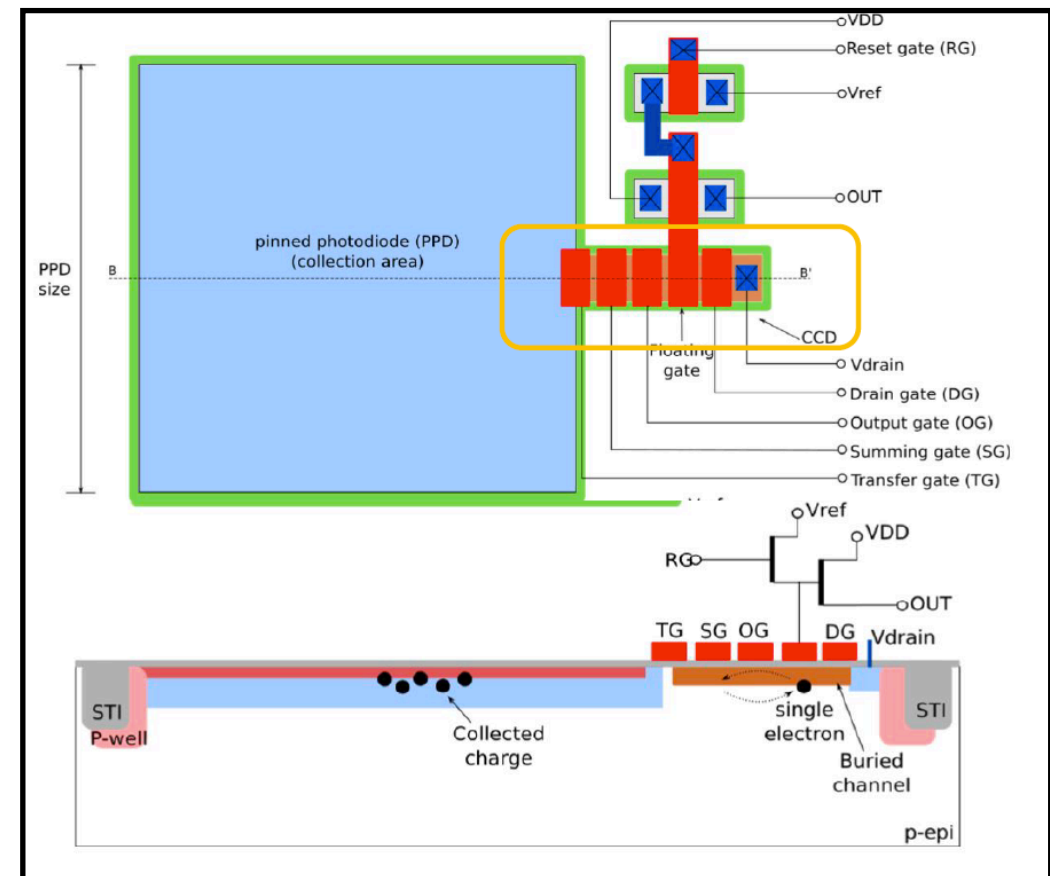 VDD
Reset gate (RG)
Vref
OUT
pinned photodiode (PPD)
(collection area)
PPD
size
B
B'
CCD
Floating
gate
Vdrain
Drain gate (DG)
Output gate (OG)
Summing gate (SG)
Transfer gate (TG)
Vref
VDD
RG
OUT
TG SG OG DG Vdrain
STI
P-well
Collected
charge
single
electron
STI
Buried
channel
p-epi